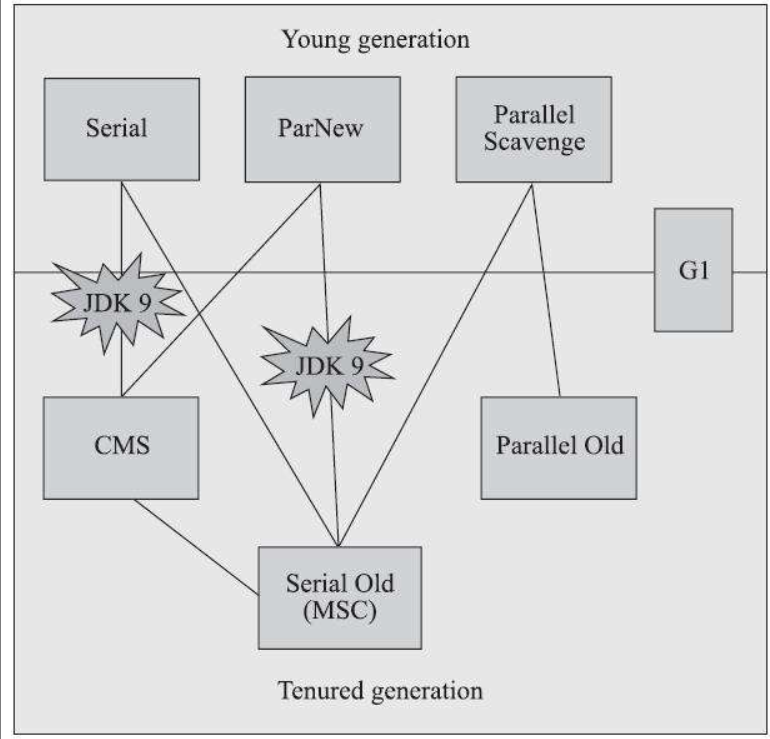 Young generation
Serial
ParNew
Parallel
Scavenge
G1
JDK 9
JDK 9
CMS
Parallel Old
Serial Old
(MSC)
Tenured generation